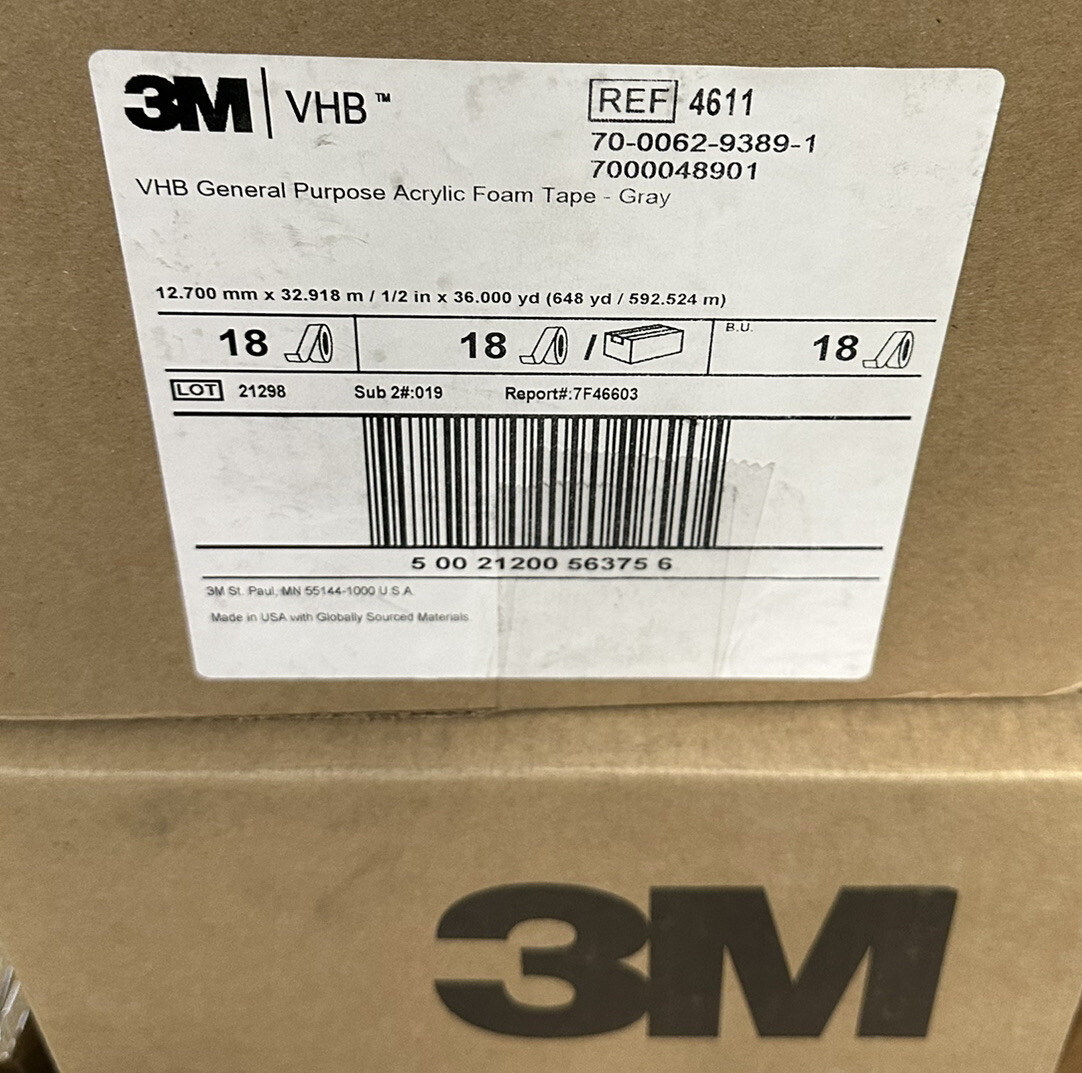 3M | VHB™
REF 4611
70-0062-9389-1
7000048901
VHB General Purpose Acrylic Foam Tape - Gray
12.700 mm x 32.918 m / 1/2 in x 36.000 yd (648 yd / 592.524 m)
18 18 / B.U. 18
LOT 21298 Sub 2#:019 Report#:7F46603
5 00 21200 56375 6
3M St. Paul, MN 55144-1000 U.S.A.
Made in USA with Globally Sourced Materials.
3M